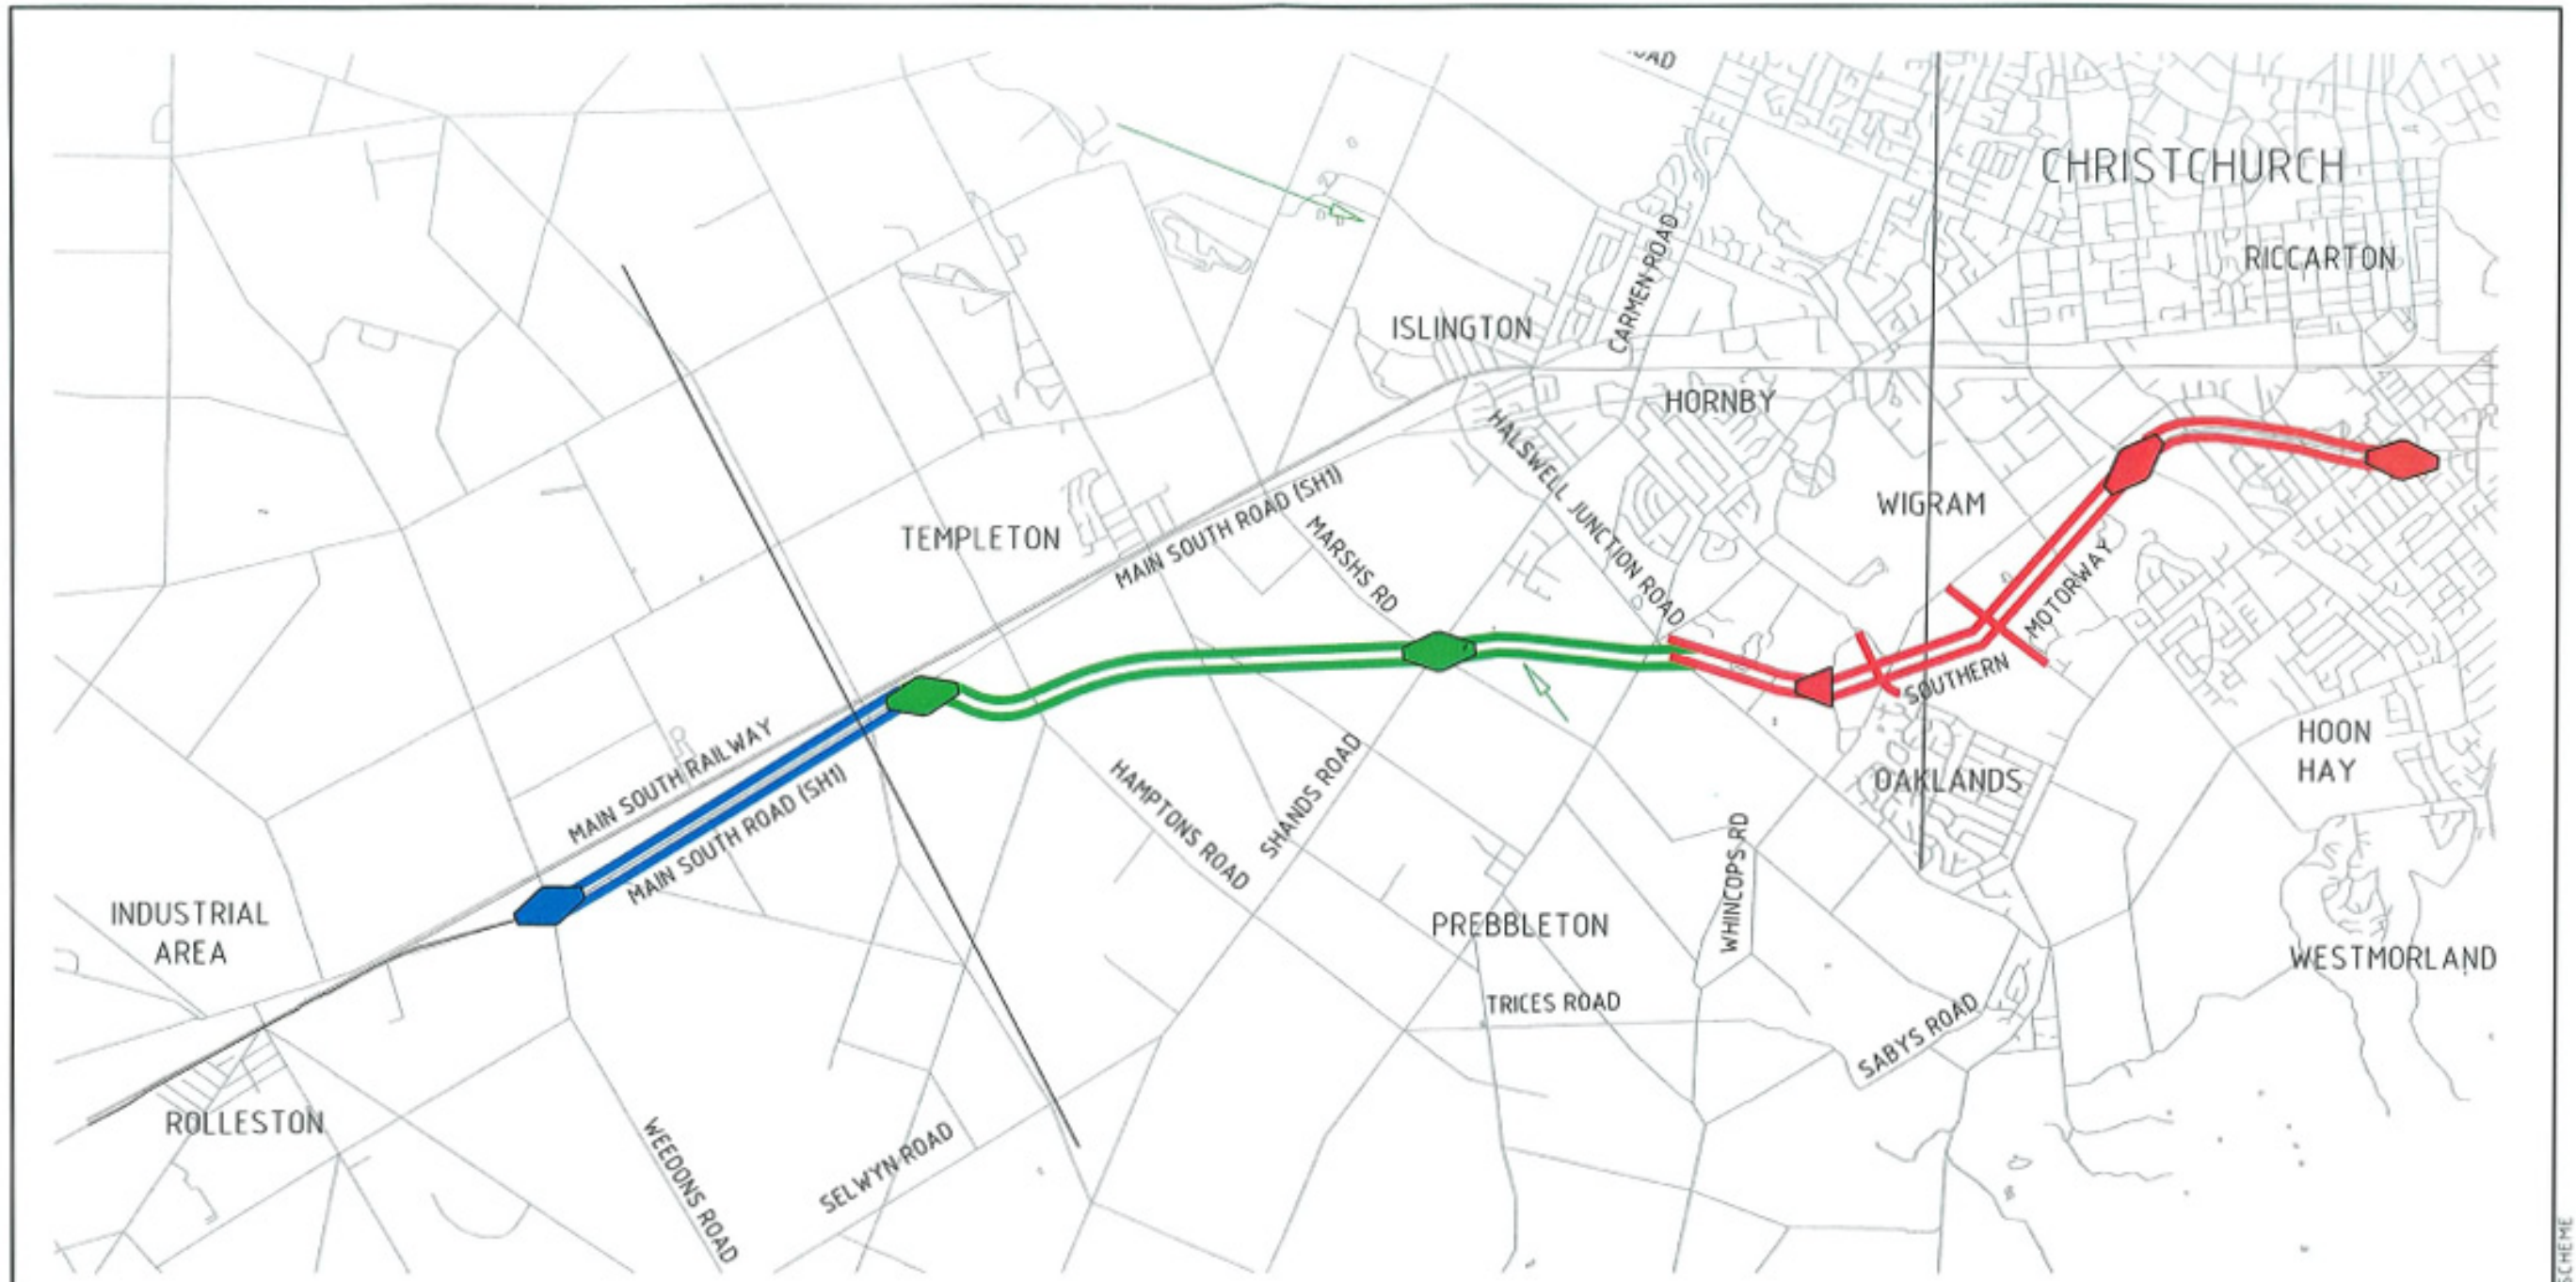 CHRISTCHURCH
RICCARTON
CARMEN ROAD
ISLINGTON
HORNBY
HALSWELL JUNCTION ROAD
WIGRAM
MAIN SOUTH ROAD (SH1)
TEMPLETON
MARSHS RD
MOTORWAY
SOUTHERN
MAIN SOUTH RAILWAY
MAIN SOUTH ROAD (SH1)
HAMPTONS ROAD
SHANDS ROAD
OAKLANDS
HOON
HAY
WHINCOPS RD
INDUSTRIAL
AREA
PREBBLETON
WESTMORLAND
TRICES ROAD
SABYS ROAD
ROLLESTON
WEEDONS ROAD
SELWYN ROAD
SCHEME